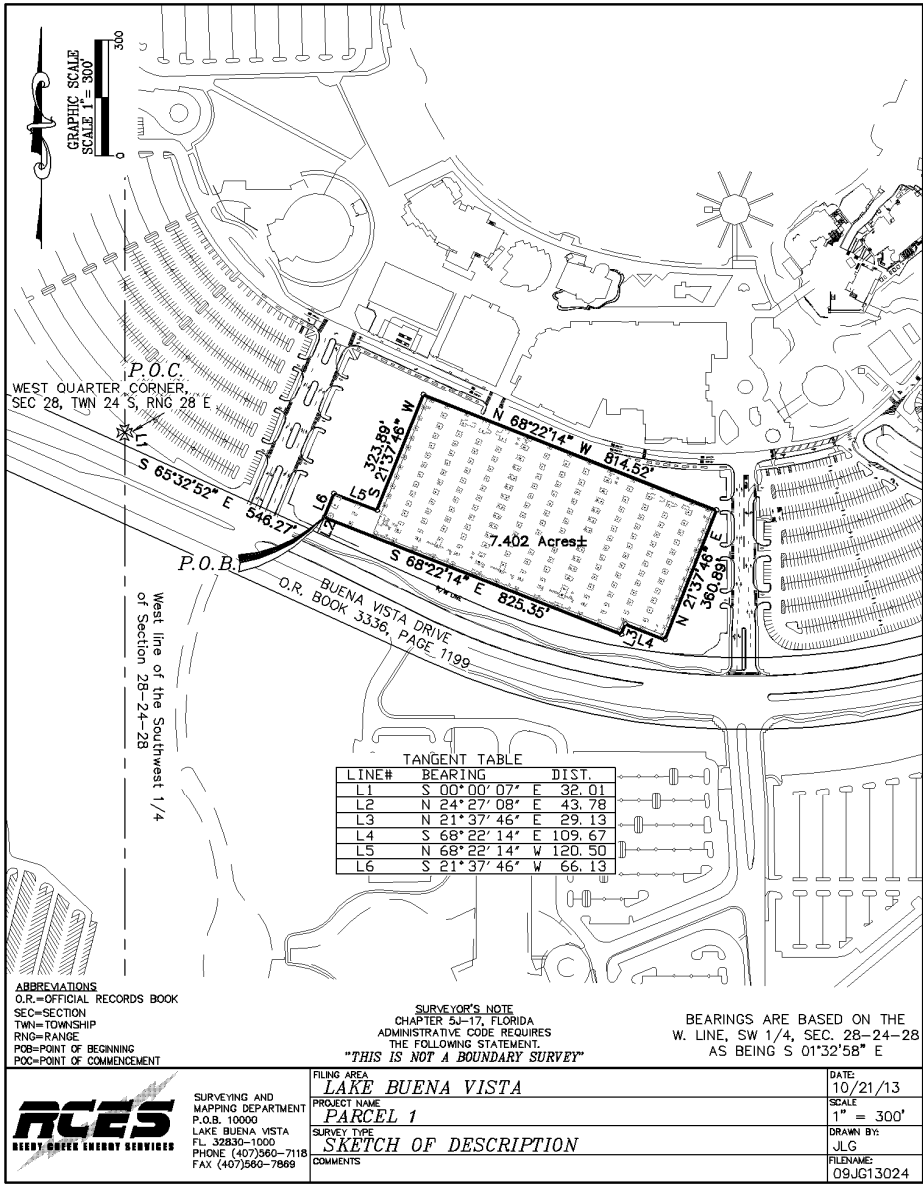 GRAPHIC SCALE
SCALE 1" = 300'
0
300
P.O.C.
WEST QUARTER CORNER,
SEC 28, TWN 24 S, RNG 28 E
L1
S 65°32'52" E
546.27'
L6
L2
L5
323.89'
S 21°37'46" W
N 68°22'14" W
814.52'
7.402 Acres±
N 21°37'46" E
360.89'
S 68°22'14" E 825.35'
L3
L4
P.O.B.
R/W LINE
BUENA VISTA DRIVE
O.R. BOOK 3336, PAGE 1199
West line of the Southwest 1/4
of Section 28-24-28
TANGENT TABLE
LINE# BEARING DIST.
L1 S 00°00'07" E 32.01
L2 N 24°27'08" E 43.78
L3 N 21°37'46" E 29.13
L4 S 68°22'14" E 109.67
L5 N 68°22'14" W 120.50
L6 S 21°37'46" W 66.13
ABBREVIATIONS
O.R.=OFFICIAL RECORDS BOOK
SEC=SECTION
TWN=TOWNSHIP
RNG=RANGE
POB=POINT OF BEGINNING
POC=POINT OF COMMENCEMENT
SURVEYOR'S NOTE
CHAPTER 5J-17, FLORIDA
ADMINISTRATIVE CODE REQUIRES
THE FOLLOWING STATEMENT.
"THIS IS NOT A BOUNDARY SURVEY"
BEARINGS ARE BASED ON THE
W. LINE, SW 1/4, SEC. 28-24-28
AS BEING S 01°32'58" E
RCES
REEDY CREEK ENERGY SERVICES
SURVEYING AND
MAPPING DEPARTMENT
P.O.B. 10000
LAKE BUENA VISTA
FL. 32830-1000
PHONE (407)560-7118
FAX (407)560-7869
FILING AREA
LAKE BUENA VISTA
PROJECT NAME
PARCEL 1
SURVEY TYPE
SKETCH OF DESCRIPTION
COMMENTS
DATE:
10/21/13
SCALE
1" = 300'
DRAWN BY:
JLG
FILENAME:
09JG13024